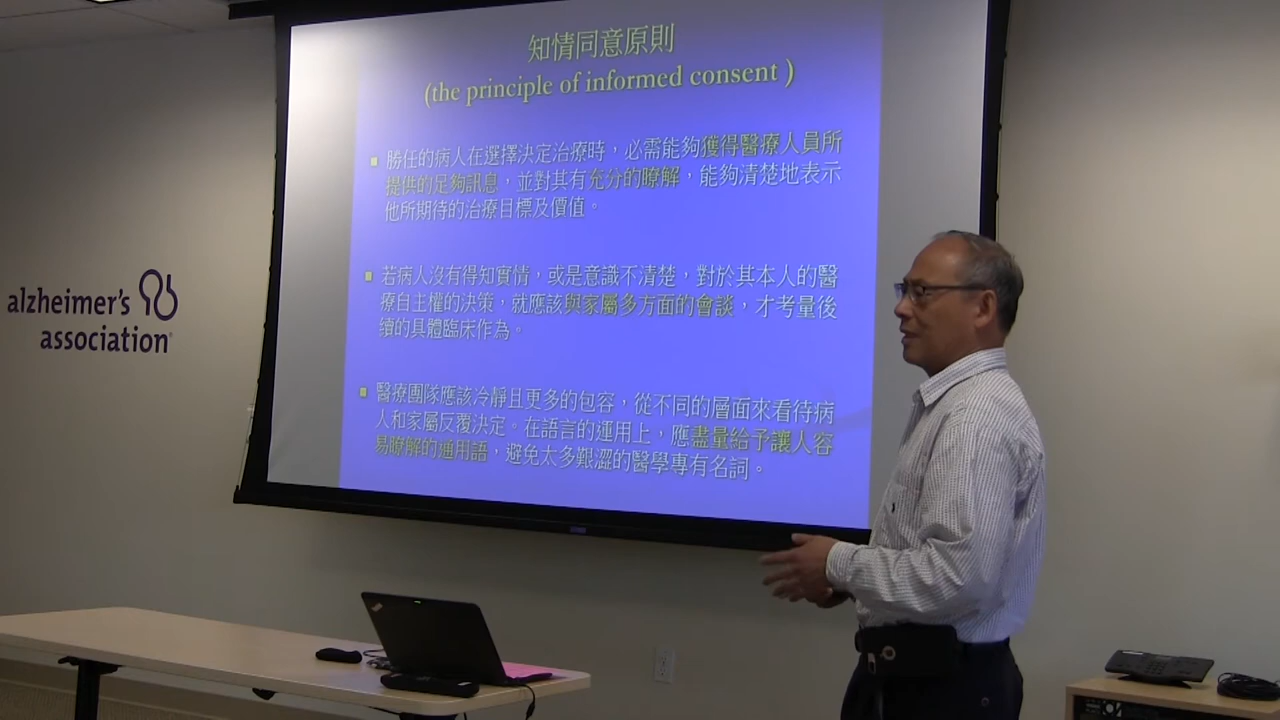 知情同意原則
(the principle of informed consent )
勝任的病人在選擇決定治療時，必需能夠獲得醫療人員所
提供的足夠訊息，並對其有充分的瞭解，能夠清楚地表示
他所期待的治療目標及價值。
若病人沒有得知實情，或是意識不清楚，對於其本人的醫
療自主權的決策，就應該與家屬多方面的會談，才考量後
續的具體臨床作為。
醫療團隊應該冷靜且更多的包容，從不同的層面來看待病
人和家屬反覆決定。在語言的運用上，應盡量給予讓人容
易瞭解的通用語，避免太多艱澀的醫學專有名詞。
alzheimer's
association